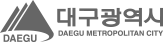 대구광역시
DAEGU
DAEGU METROPOLITAN CITY